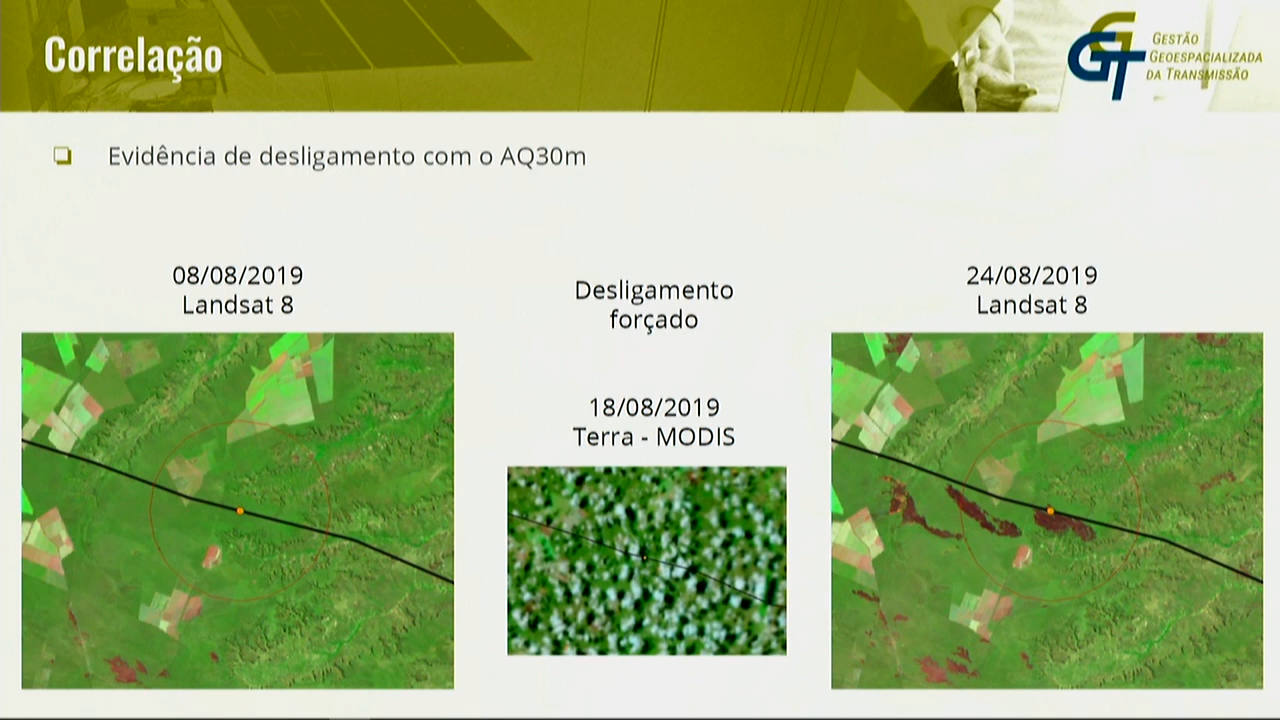 Correlação
GESTÃO
GEOESPACIALIZADA
DA TRANSMISSÃO
Evidência de desligamento com o AQ30m
08/08/2019
Landsat 8
Desligamento
forçado
18/08/2019
Terra - MODIS
24/08/2019
Landsat 8